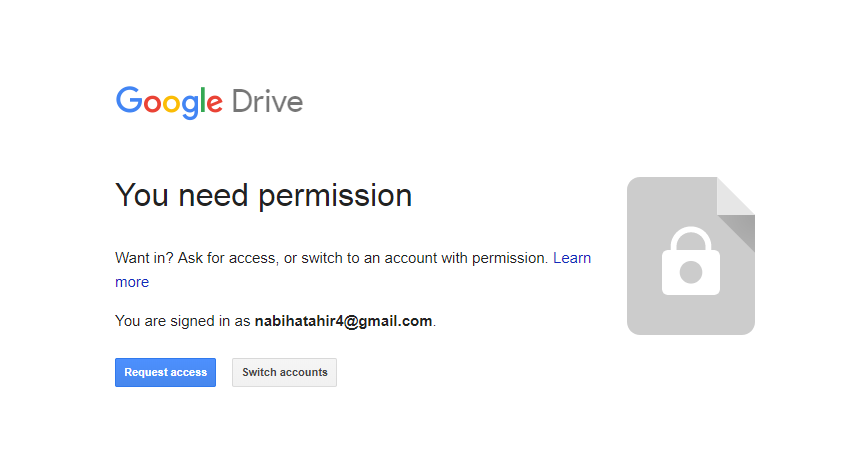 Google Drive
You need permission
Want in? Ask for access, or switch to an account with permission. Learn
more
You are signed in as nabihatahir4@gmail.com.
Request access
Switch accounts